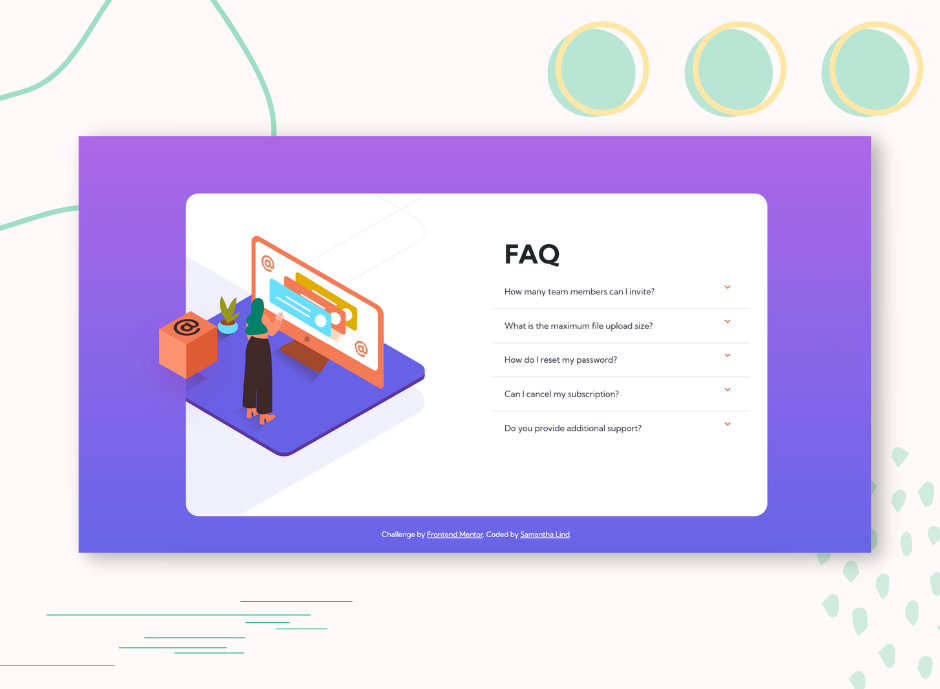 FAQ
How many team members can I invite?
What is the maximum file upload size?
How do I reset my password?
Can I cancel my subscription?
Do you provide additional support?
Challenge by Frontend Mentor. Coded by Samantha Lind.